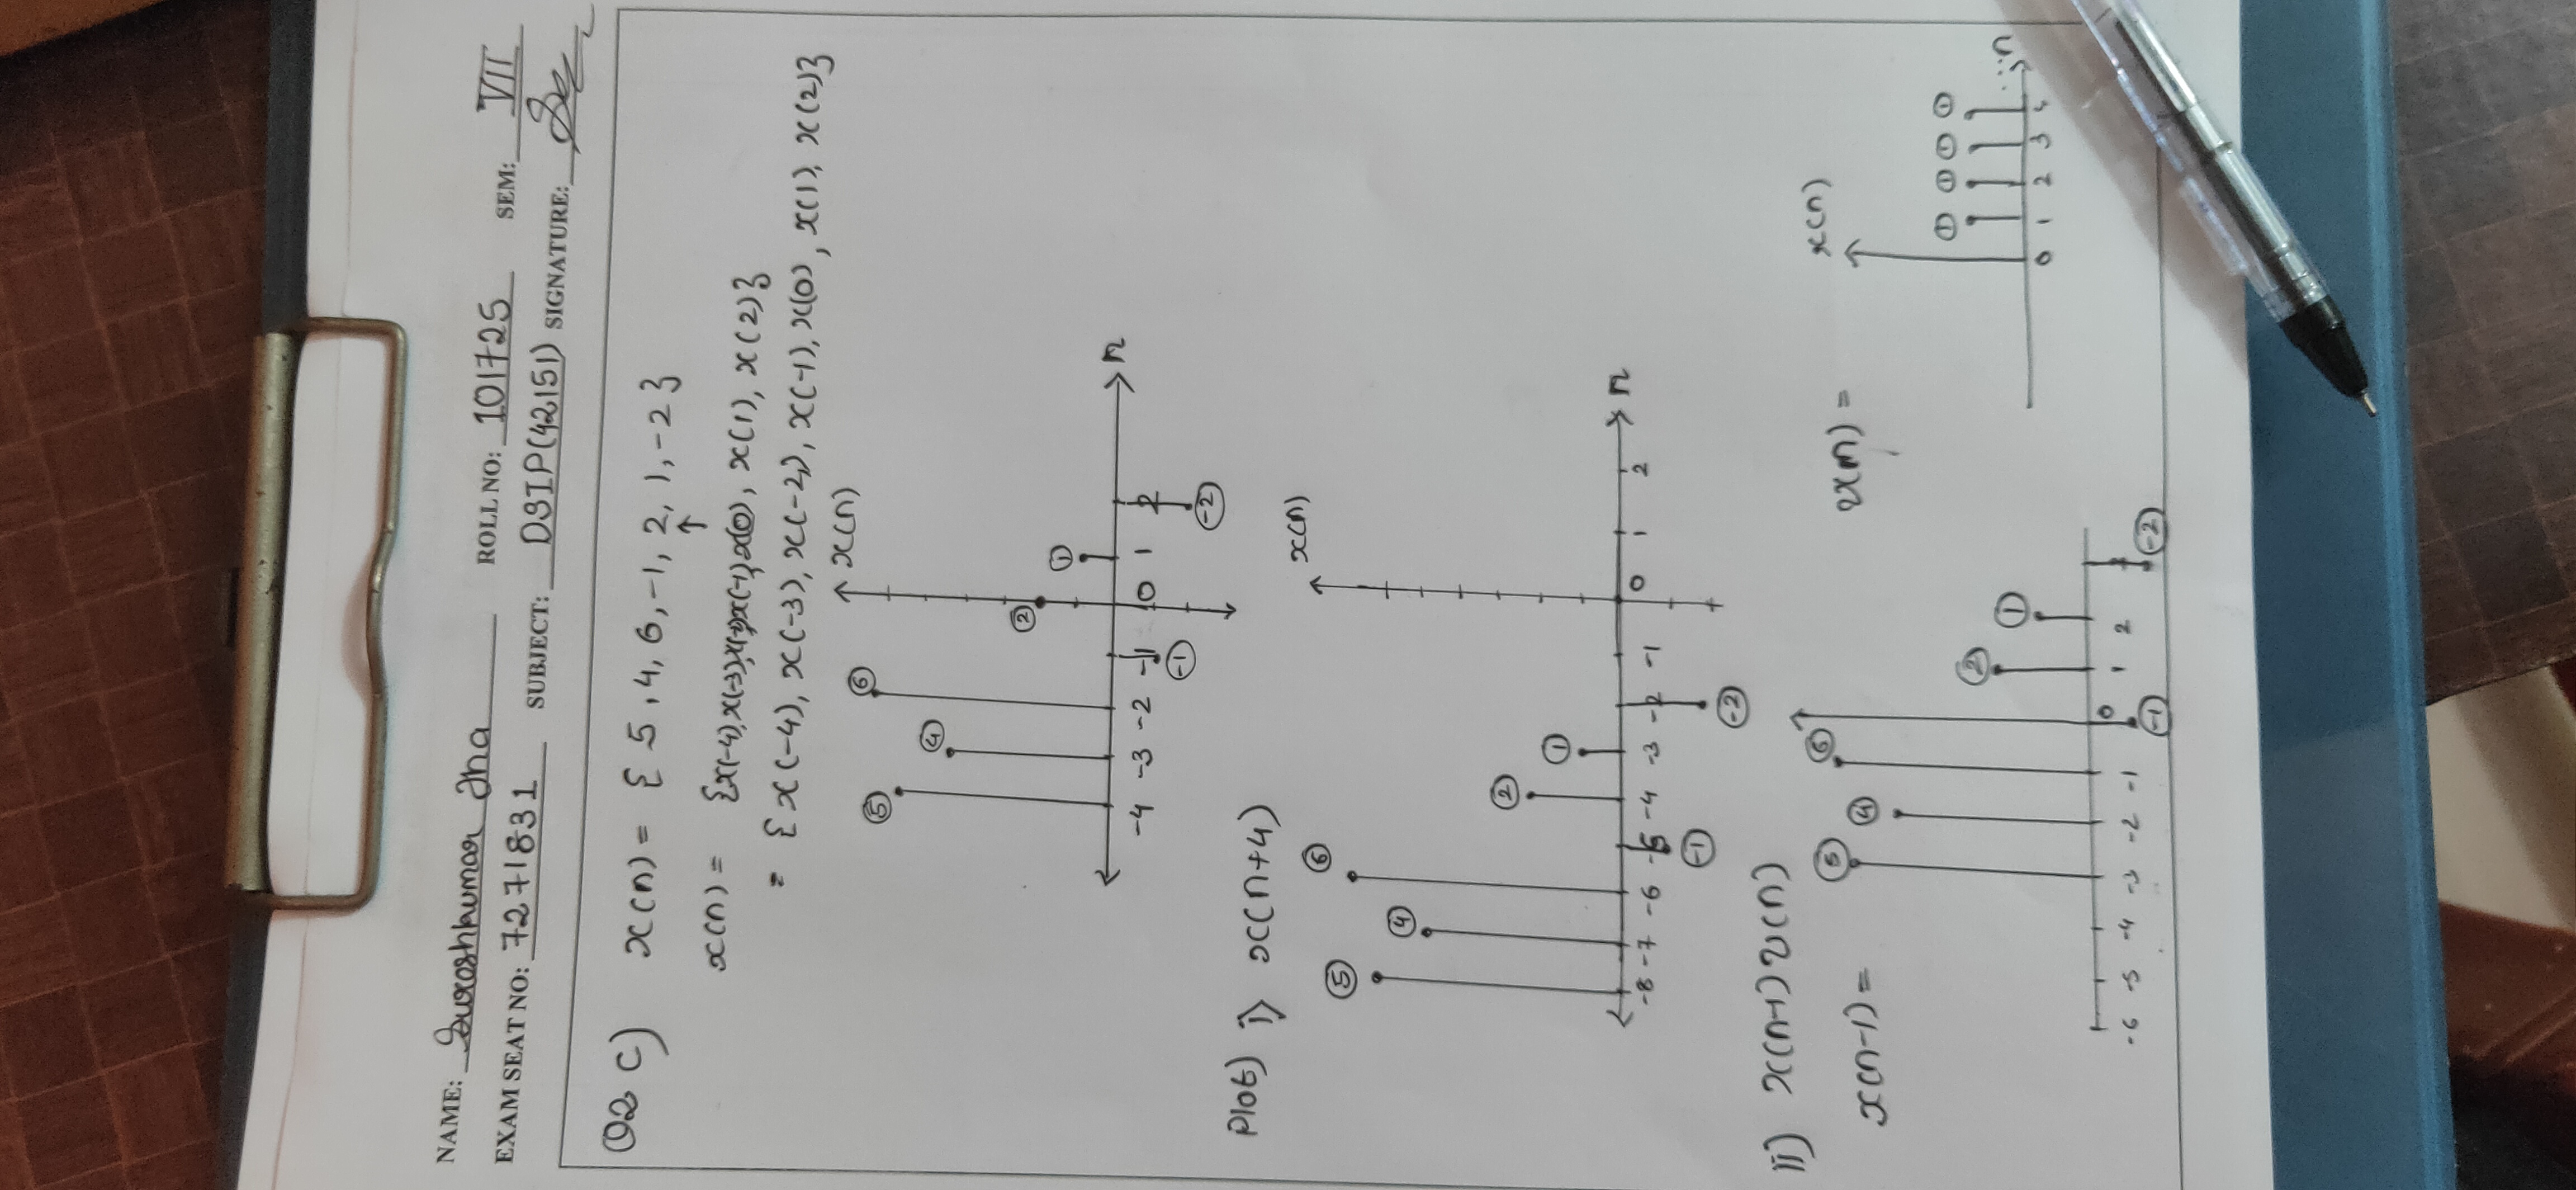 NAME: Sureshkumar Jha ROLL NO: 101725 SEM: VII
EXAM SEAT NO: 7271831 SUBJECT: DSIP(42151) SIGNATURE:
Q2 C) x(n) = { 5, 4, 6, -1, 2, 1, -2 }
↑
x(n) = {x(-4), x(-3), x(-2), x(-1), x(0), x(1), x(2)}
= { x(-4), x(-3), x(-2), x(-1), x(0), x(1), x(2)}
x(n)
5 4 6 2 1
n
-4 -3 -2 -1 0 1 2
-1 -2
Plot) i) x(n+4)
x(n)
5 4 6 2 1
n
-8 -7 -6 -5 -4 -3 -2 -1 0 1 2
-1 -2
ii) x(n-1) u(n)
x(n-1) =
5 4 6 2 1
-6 -5 -4 -3 -2 -1 0 1 2
-1 -2
u(n) =
x(n)
1 1 1 1
...n
0 1 2 3 4